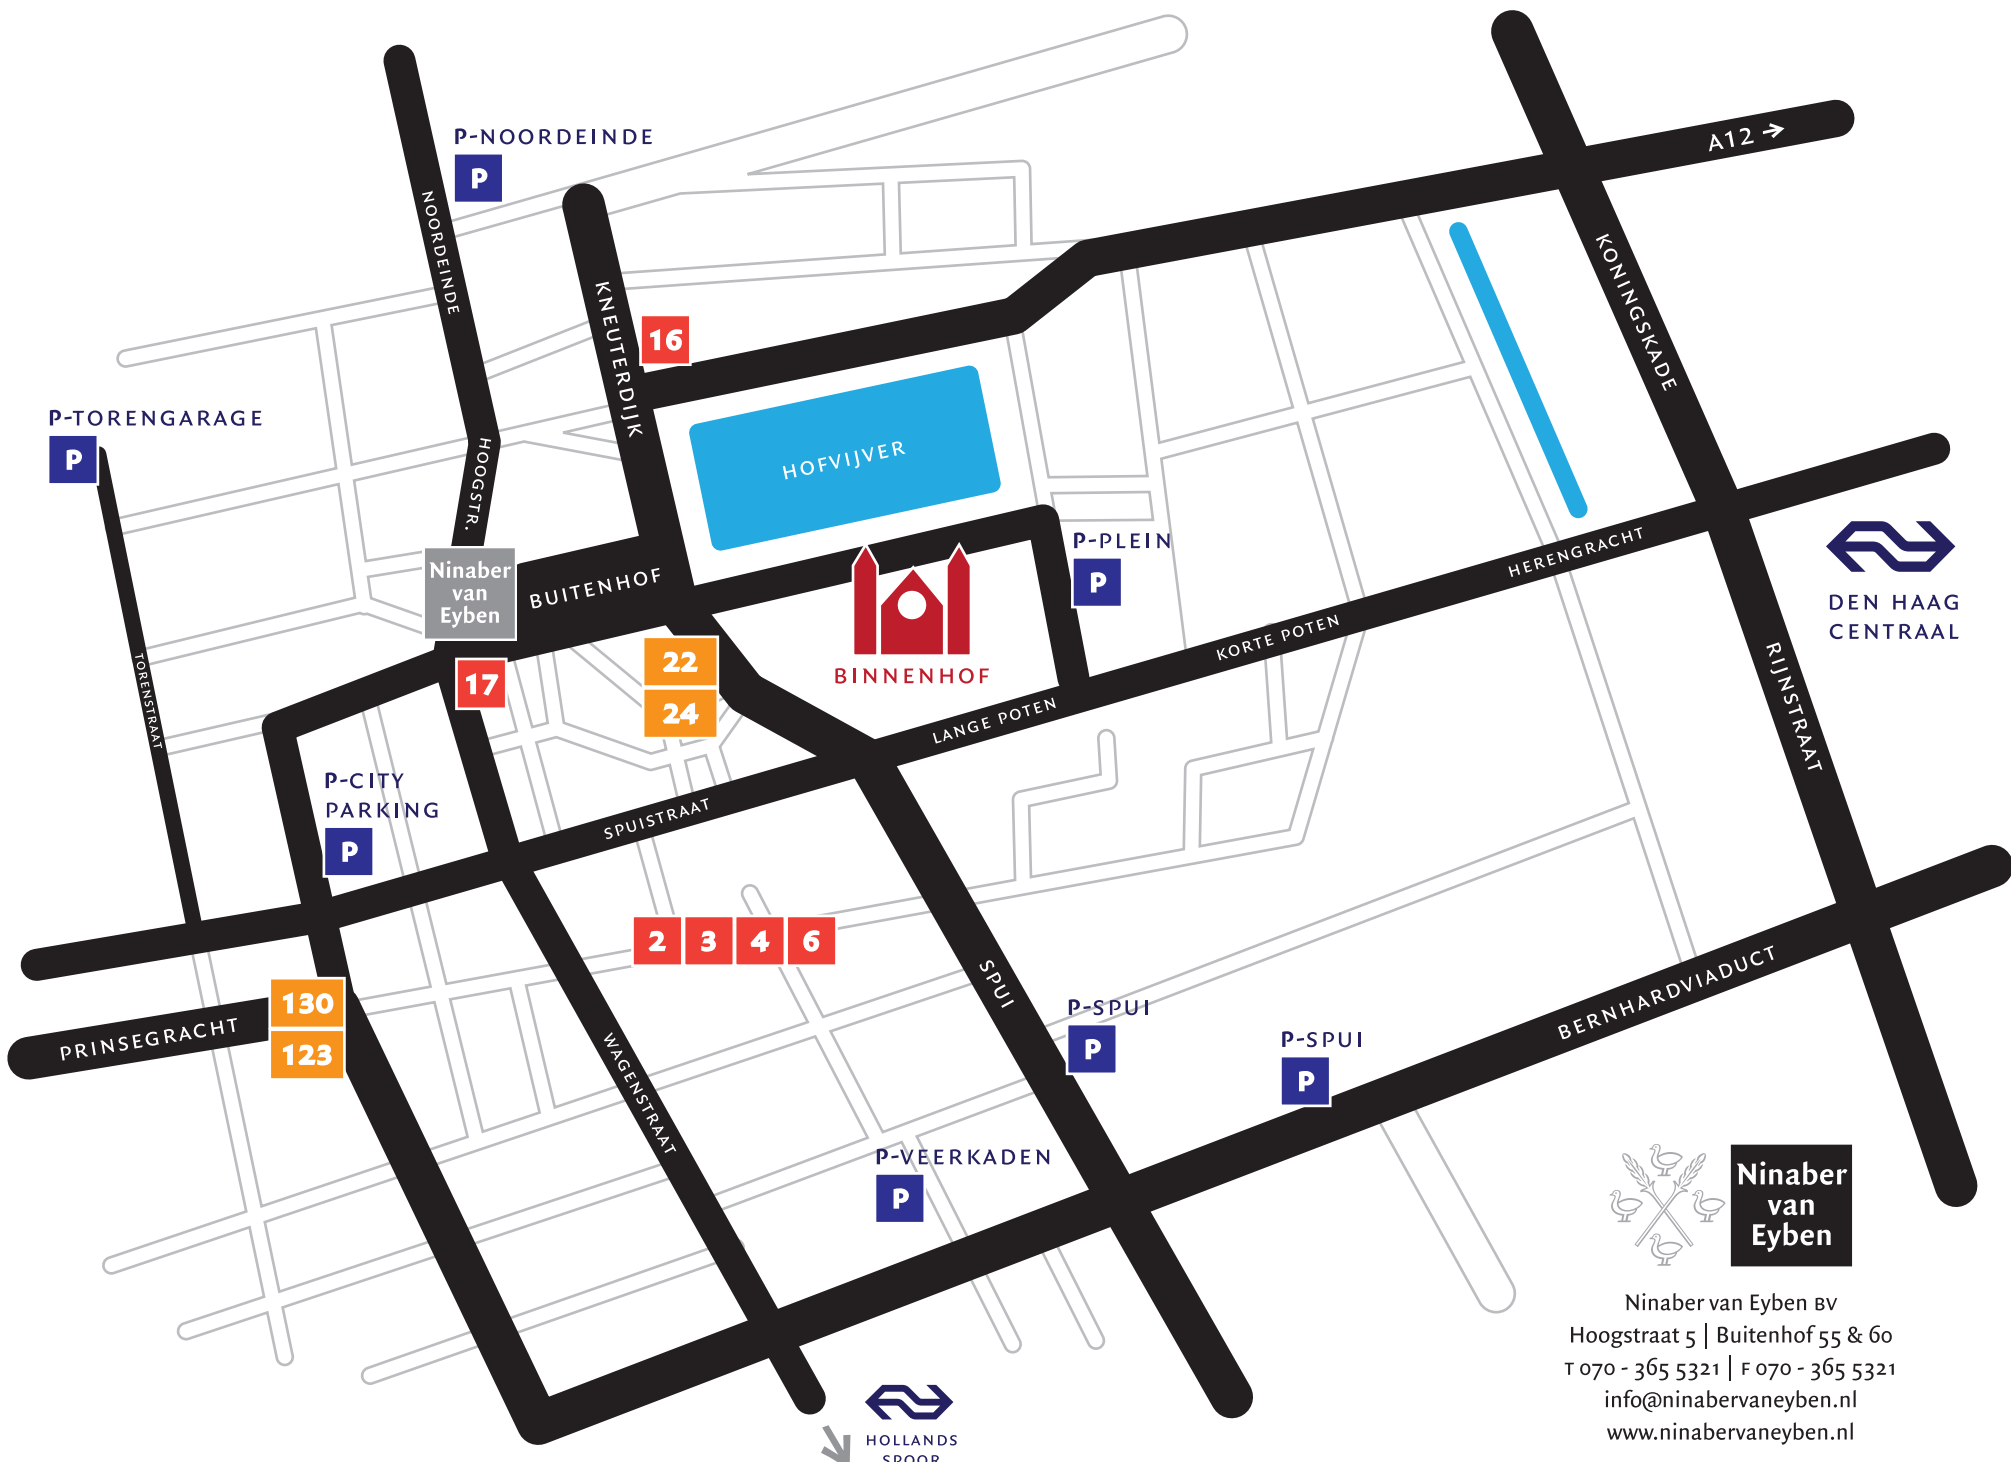 P-NOORDEINDE
P
A12 →
NOORDEINDE
KNEUTERDIJK
KONINGSKADE
16
P-TORENGARAGE
P
HOOGSTR.
HOFVIJVER
P-PLEIN
P
HERENGRACHT
DEN HAAG
CENTRAAL
Ninaber
van
Eyben
BUITENHOF
KORTE POTEN
BINNENHOF
22
24
17
TORENSTRAAT
LANGE POTEN
RIJNSTRAAT
P-CITY
PARKING
P
SPUISTRAAT
2 3 4 6
SPUI
BERNHARDVIADUCT
130
123
PRINSEGRACHT
P-SPUI
P
P-SPUI
P
WAGENSTRAAT
P-VEERKADEN
P
Ninaber
van
Eyben
Ninaber van Eyben BV
Hoogstraat 5 | Buitenhof 55 & 60
T 070 - 365 5321 | F 070 - 365 5321
info@ninabervaneyben.nl
www.ninabervaneyben.nl
HOLLANDS
SPOOR